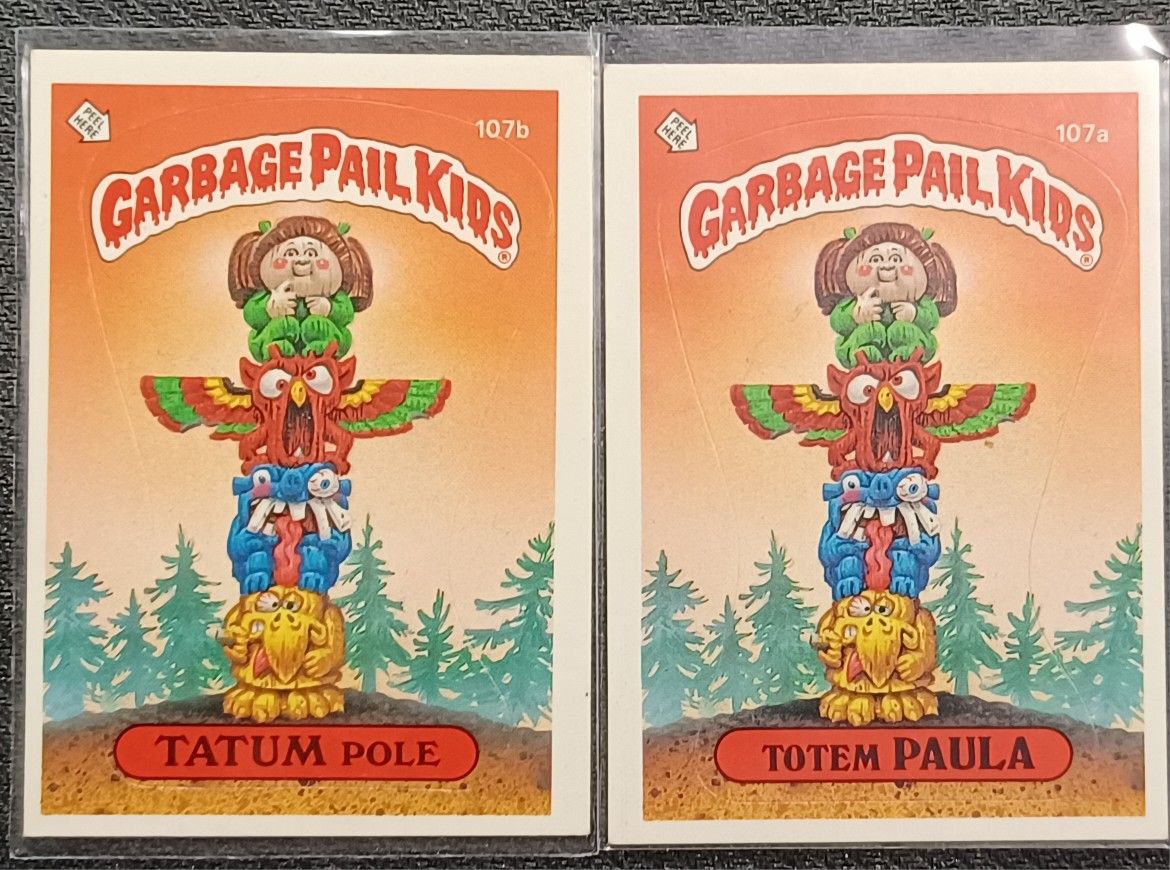 PEEL
HERE
107b
GARBAGE PAIL KIDS
®
TATUM POLE
PEEL
HERE
107a
GARBAGE PAIL KIDS
®
TOTEM PAULA